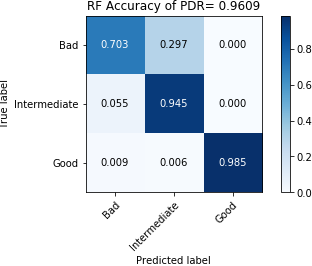 RF Accuracy of PDR= 0.9609
True label
Bad
0.703 0.297 0.000
Intermediate
0.055 0.945 0.000
Good
0.009 0.006 0.985
Bad
Intermediate
Good
Predicted label
0.8
0.6
0.4
0.2
0.0